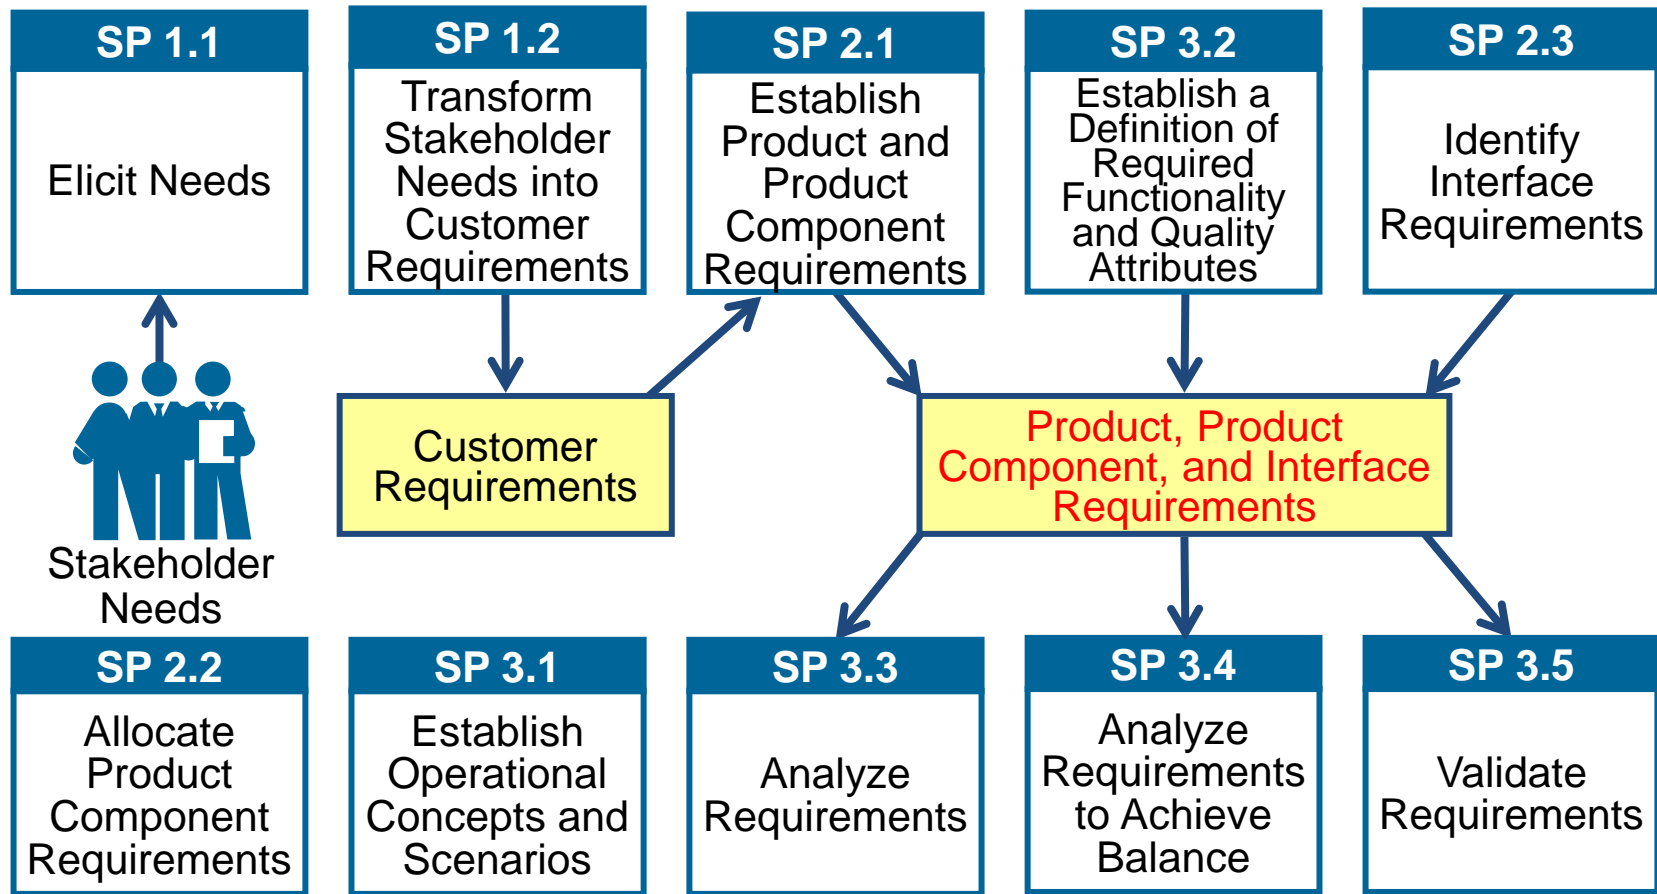 SP 1.1
Elicit Needs
SP 1.2
Transform
Stakeholder
Needs into
Customer
Requirements
SP 2.1
Establish
Product and
Product
Component
Requirements
SP 3.2
Establish a
Definition of
Required
Functionality
and Quality
Attributes
SP 2.3
Identify
Interface
Requirements
Stakeholder
Needs
Customer
Requirements
Product, Product
Component, and Interface
Requirements
SP 2.2
Allocate
Product
Component
Requirements
SP 3.1
Establish
Operational
Concepts and
Scenarios
SP 3.3
Analyze
Requirements
SP 3.4
Analyze
Requirements
to Achieve
Balance
SP 3.5
Validate
Requirements